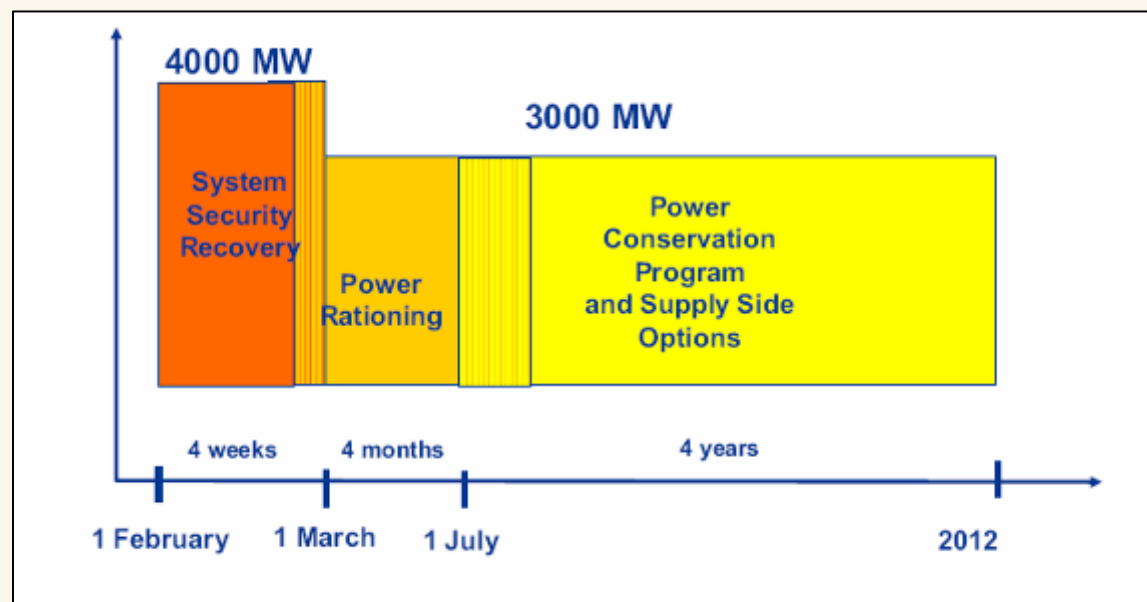 4000 MW
3000 MW
System
Security
Recovery
Power
Rationing
Power
Conservation
Program
and Supply Side
Options
4 weeks
4 months
4 years
1 February
1 March
1 July
2012